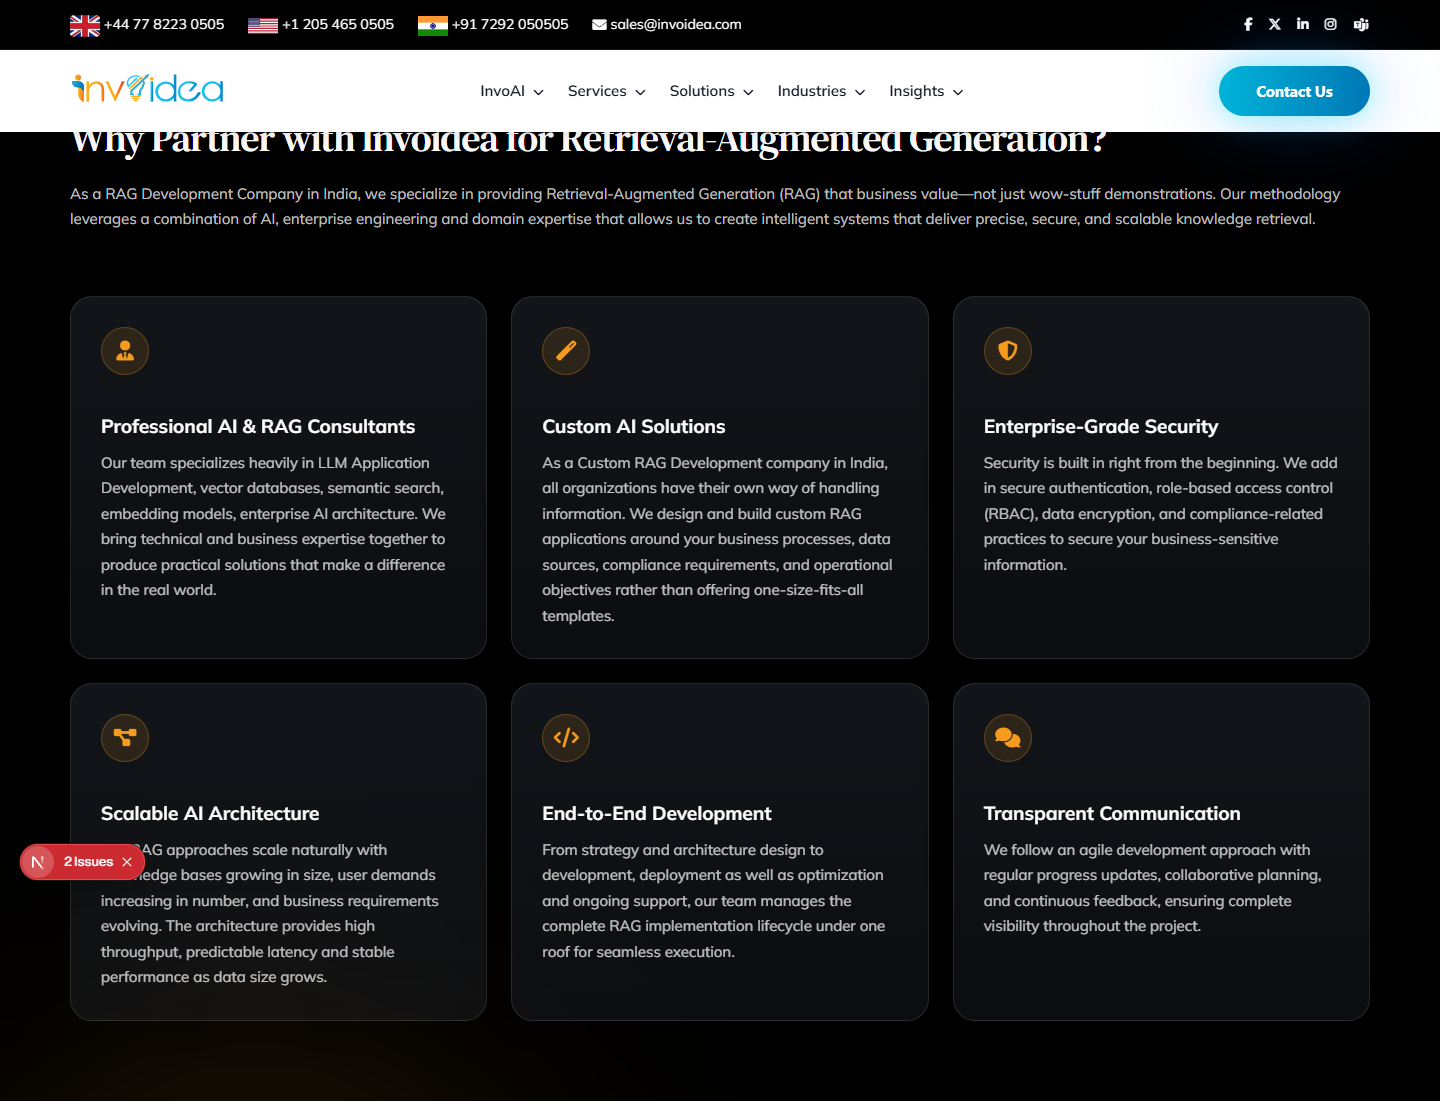 +44 77 8223 0505 +1 205 465 0505 +91 7292 050505 sales@invoidea.com
invoidea InvoAI Services Solutions Industries Insights Contact Us
Why Partner with Invoidea for Retrieval-Augmented Generation?
As a RAG Development Company in India, we specialize in providing Retrieval-Augmented Generation (RAG) that business value—not just wow-stuff demonstrations. Our methodology
leverages a combination of AI, enterprise engineering and domain expertise that allows us to create intelligent systems that deliver precise, secure, and scalable knowledge retrieval.
Professional AI & RAG Consultants
Our team specializes heavily in LLM Application
Development, vector databases, semantic search,
embedding models, enterprise AI architecture. We
bring technical and business expertise together to
produce practical solutions that make a difference
in the real world.
Custom AI Solutions
As a Custom RAG Development company in India,
all organizations have their own way of handling
information. We design and build custom RAG
applications around your business processes, data
sources, compliance requirements, and operational
objectives rather than offering one-size-fits-all
templates.
Enterprise-Grade Security
Security is built in right from the beginning. We add
in secure authentication, role-based access control
(RBAC), data encryption, and compliance-related
practices to secure your business-sensitive
information.
Scalable AI Architecture
RAG approaches scale naturally with
bases growing in size, user demands
increasing in number, and business requirements
evolving. The architecture provides high
throughput, predictable latency and stable
performance as data size grows.
N 2 Issues
End-to-End Development
From strategy and architecture design to
development, deployment as well as optimization
and ongoing support, our team manages the
complete RAG implementation lifecycle under one
roof for seamless execution.
Transparent Communication
We follow an agile development approach with
regular progress updates, collaborative planning,
and continuous feedback, ensuring complete
visibility throughout the project.